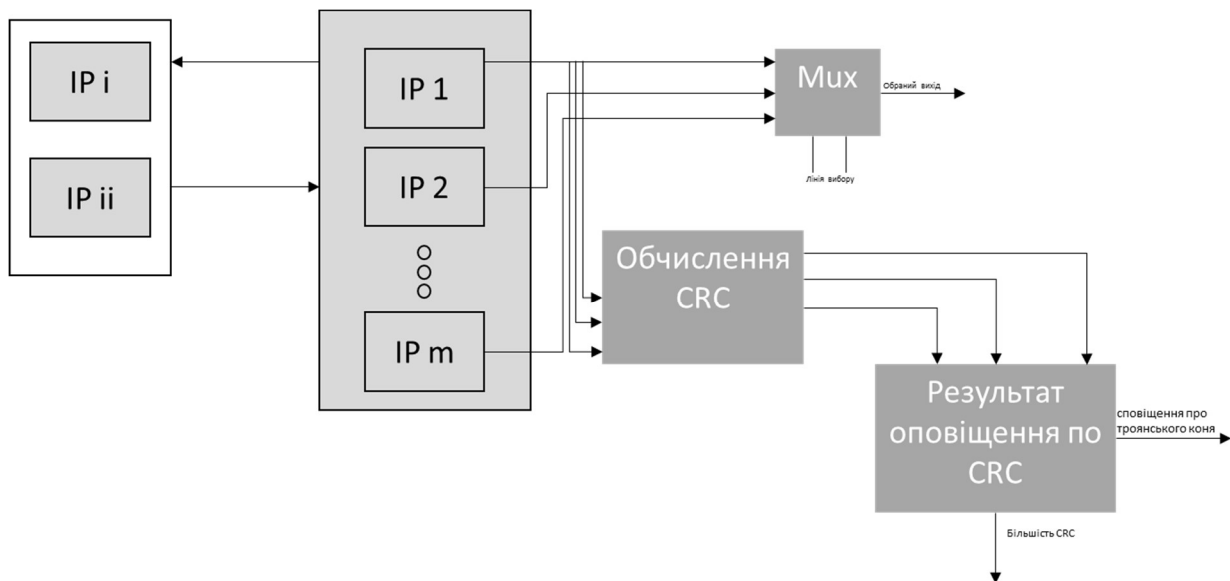 IP i
IP ii
IP 1
IP 2
IP m
Mux
Обраний вихід
Лінія вибору
Обчислення
CRC
Результат
оповіщення по
CRC
сповіщення про
троянського коня
Більшість CRC